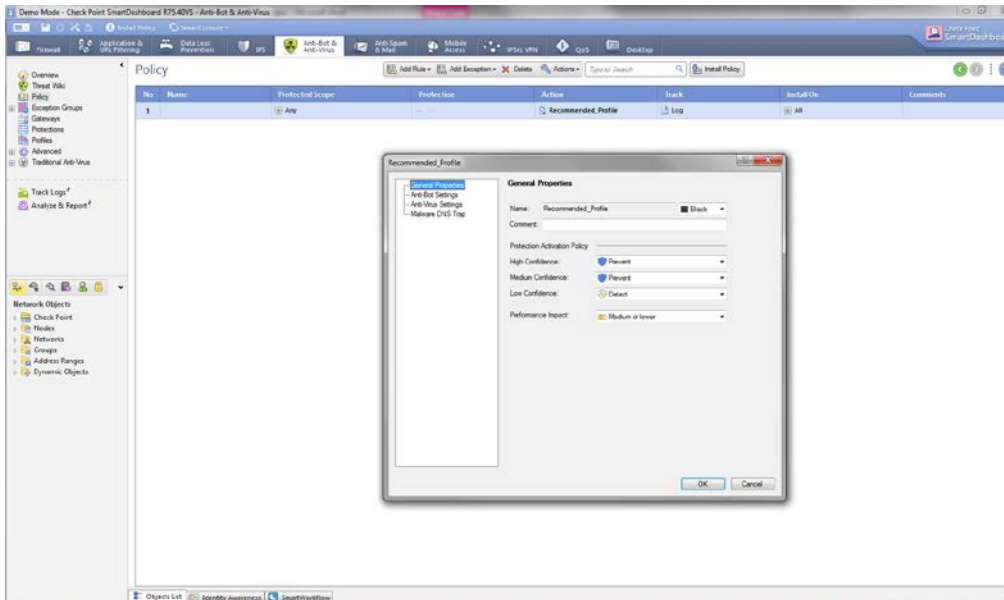 Demo Mode - Check Point SmartDashboard R75.40VS - Anti-Bot & Anti-Virus
Install Policy SmartConsole
Firewall
Application & URL Filtering
Data Loss Prevention
IPS
Anti-Bot & Anti-Virus
Anti-Spam & Mail
Mobile Access
IPSec VPN
QoS
Desktop
Check Point
SmartDashboard
Overview
Threat Wiki
Policy
Exception Groups
Gateways
Protections
Profiles
Advanced
Traditional Anti-Virus
Track Logs
Analyze & Report
Network Objects
Check Point
Nodes
Networks
Groups
Address Ranges
Dynamic Objects
Policy
Add Rule Add Exception Delete Actions Type to Search Install Policy
No Name Protected Scope Protection Action Track Install On Comments
1 Any Recommended_Profile Log All
Recommended_Profile
General Properties
Anti-Bot Settings
Anti-Virus Settings
Malware DNS Trap
General Properties
Name: Recommended_Profile Black
Comment:
Protection Activation Policy
High Confidence: Prevent
Medium Confidence: Prevent
Low Confidence: Detect
Performance Impact: Medium or lower
OK Cancel
Objects List Identity Awareness SmartWorkflow